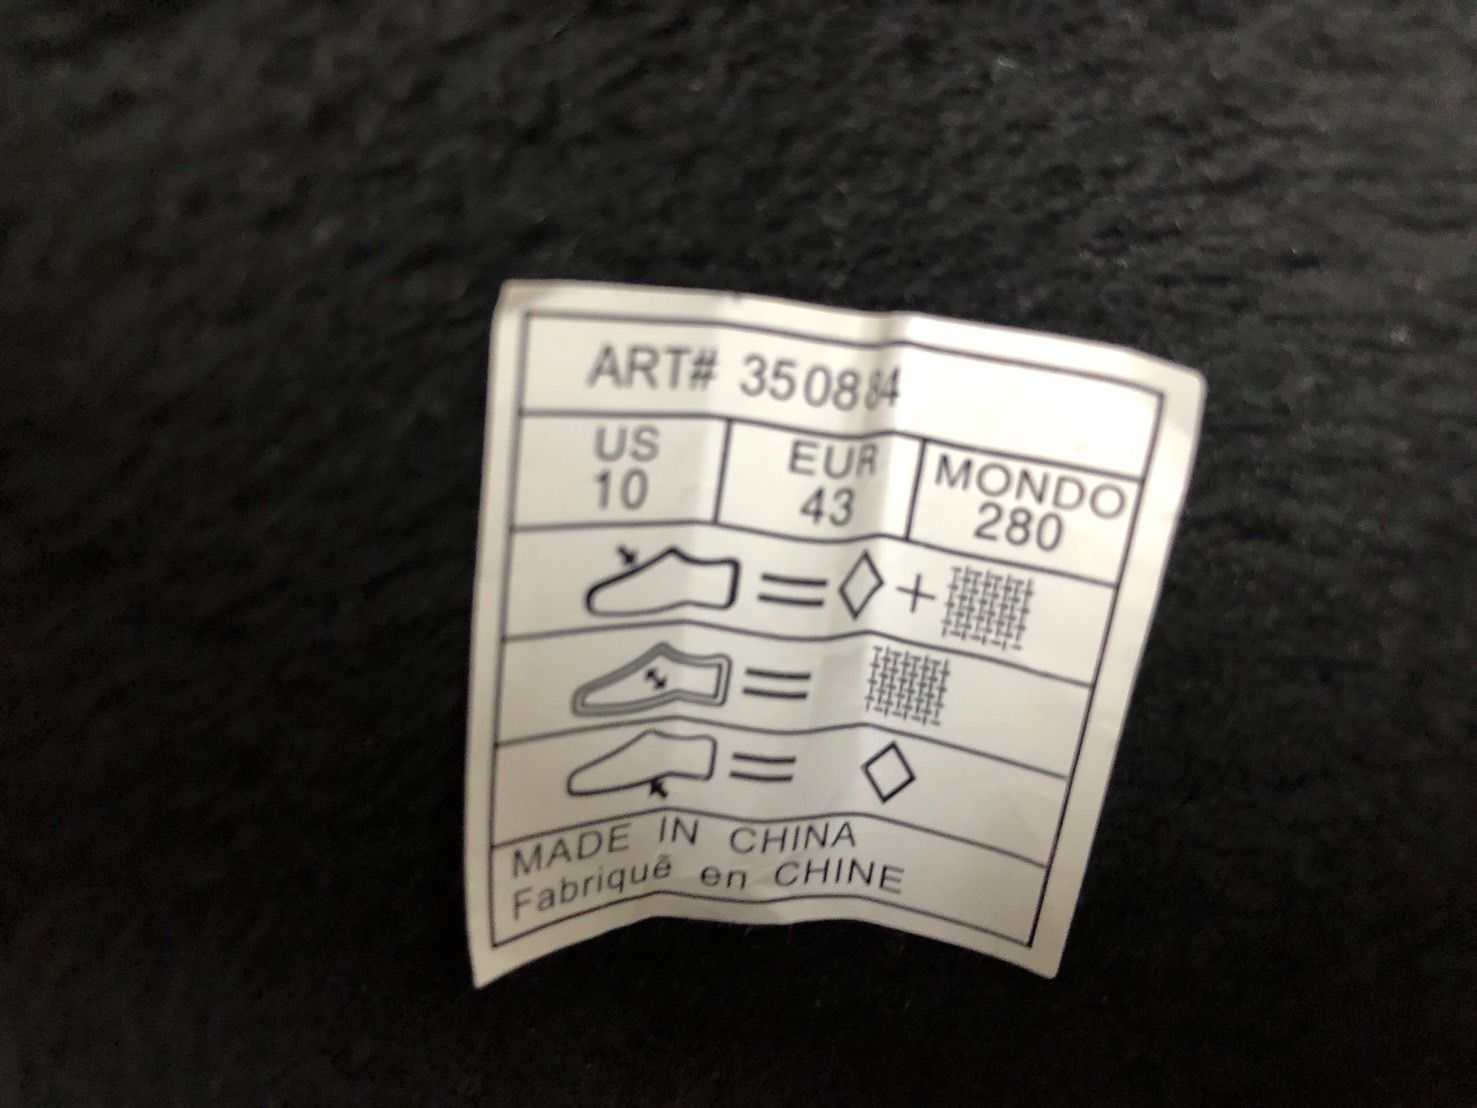 ART# 350884
US EUR MONDO
10 43 280
MADE IN CHINA
Fabriqué en CHINE